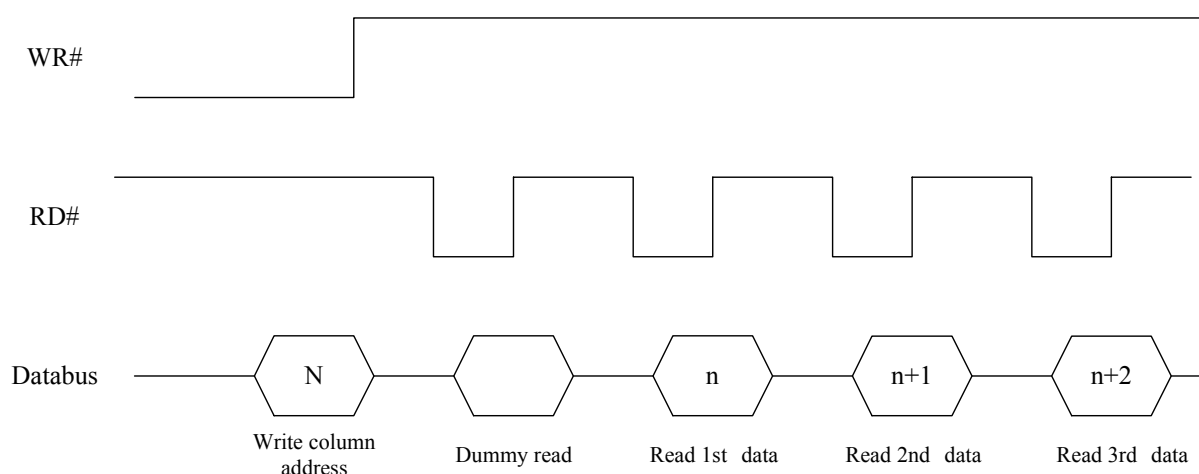 WR#
RD#
Databus
N
n
n+1
n+2
Write column
address
Dummy read
Read 1st data
Read 2nd data
Read 3rd data